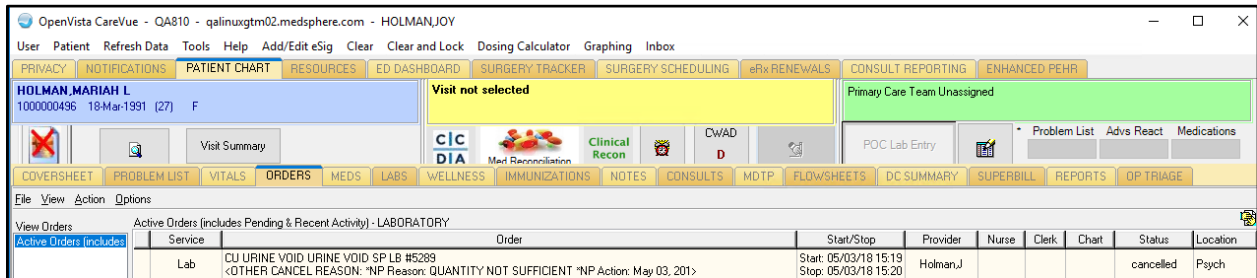 OpenVista CareVue - QA810 - qalinuxgtm02.medsphere.com - HOLMAN,JOY
User Patient Refresh Data Tools Help Add/Edit eSig Clear Clear and Lock Dosing Calculator Graphing Inbox
PRIVACY NOTIFICATIONS PATIENT CHART RESOURCES ED DASHBOARD SURGERY TRACKER SURGERY SCHEDULING eRx RENEWALS CONSULT REPORTING ENHANCED PEHR
HOLMAN,MARIAH L Visit not selected Primary Care Team Unassigned
1000000496 18-Mar-1991 (27) F
Visit Summary C|C D|A Med Reconciliation Clinical Recon CWAD D POC Lab Entry * Problem List Advs React Medications
COVERSHEET PROBLEM LIST VITALS ORDERS MEDS LABS WELLNESS IMMUNIZATIONS NOTES CONSULTS MDTP FLOWSHEETS DC SUMMARY SUPERBILL REPORTS OP TRIAGE
File View Action Options
View Orders Active Orders (includes Pending & Recent Activity) - LABORATORY
Active Orders (includes Service Order Start/Stop Provider Nurse Clerk Chart Status Location
Lab CU URINE VOID URINE VOID SP LB #5289 Start: 05/03/18 15:19 Holman,J cancelled Psych
<OTHER CANCEL REASON: *NP Reason: QUANTITY NOT SUFFICIENT *NP Action: May 03, 201> Stop: 05/03/18 15:20